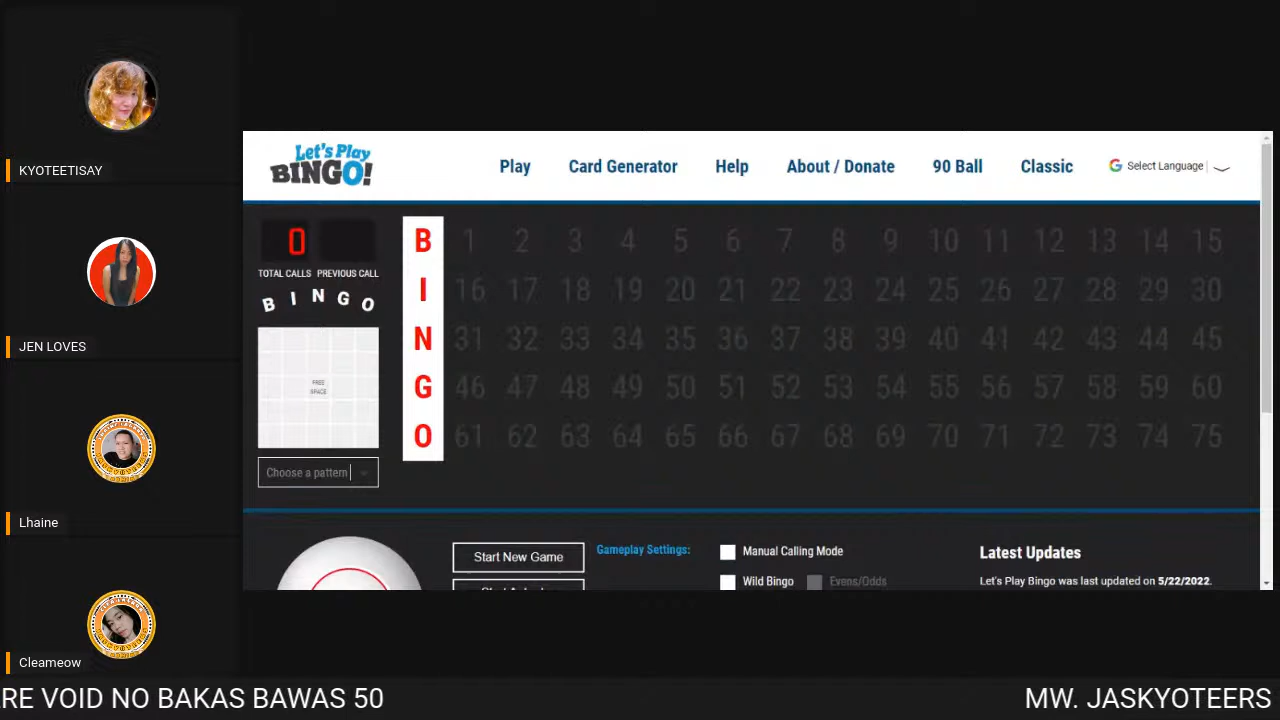 KYOTEETISAY
JEN LOVES
Lhaine
Cleameow
Let's Play
BINGO!
Play Card Generator Help About / Donate 90 Ball Classic Select Language
0
TOTAL CALLS PREVIOUS CALL
B I N G O
FREE
SPACE
Choose a pattern
B 1 2 3 4 5 6 7 8 9 10 11 12 13 14 15
I 16 17 18 19 20 21 22 23 24 25 26 27 28 29 30
N 31 32 33 34 35 36 37 38 39 40 41 42 43 44 45
G 46 47 48 49 50 51 52 53 54 55 56 57 58 59 60
O 61 62 63 64 65 66 67 68 69 70 71 72 73 74 75
Start New Game
Gameplay Settings:
Manual Calling Mode
Wild Bingo Evens/Odds
Latest Updates
Let's Play Bingo was last updated on 5/22/2022.
RE VOID NO BAKAS BAWAS 50
MW. JASKYOTEERS